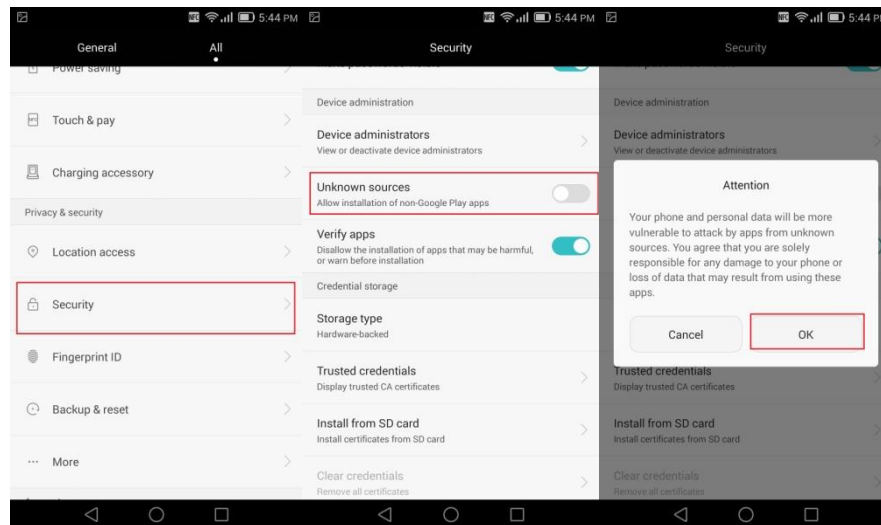 5:44 PM
General
All
Power saving
Touch & pay
Charging accessory
Privacy & security
Location access
Security
Fingerprint ID
Backup & reset
More
5:44 PM
Security
Device administration
Device administrators
View or deactivate device administrators
Unknown sources
Allow installation of non-Google Play apps
Verify apps
Disallow the installation of apps that may be harmful,
or warn before installation
Credential storage
Storage type
Hardware-backed
Trusted credentials
Display trusted CA certificates
Install from SD card
Install certificates from SD card
Clear credentials
Remove all certificates
5:44 P
Security
Device administration
Device administrators
View or deactivate device administrators
Attention
Your phone and personal data will be more
vulnerable to attack by apps from unknown
sources. You agree that you are solely
responsible for any damage to your phone or
loss of data that may result from using these
apps.
Cancel
OK
Trusted credentials
Display trusted CA certificates
Install from SD card
Install certificates from SD card
Clear credentials
Remove all certificates